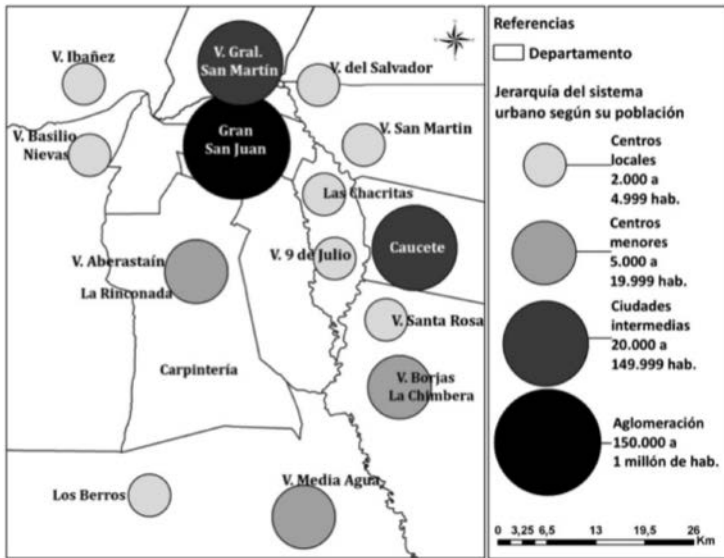 V. Ibañez
V. Gral.
San Martín
V. del Salvador
V. Basilio
Nievas
Gran
San Juan
V. San Martin
Las Chacritas
V. Aberastaín
La Rinconada
V. 9 de Julio
Caucete
V. Santa Rosa
Carpintería
V. Borjas
La Chimbera
Los Berros
V. Media Agua
Referencias
Departamento
Jerarquía del sistema
urbano según su población
Centros
locales
2.000 a
4.999 hab.
Centros
menores
5.000 a
19.999 hab.
Ciudades
intermedias
20.000 a
149.999 hab.
Aglomeración
150.000 a
1 millón de hab.
0 3,25 6,5 13 19,5 26
Km